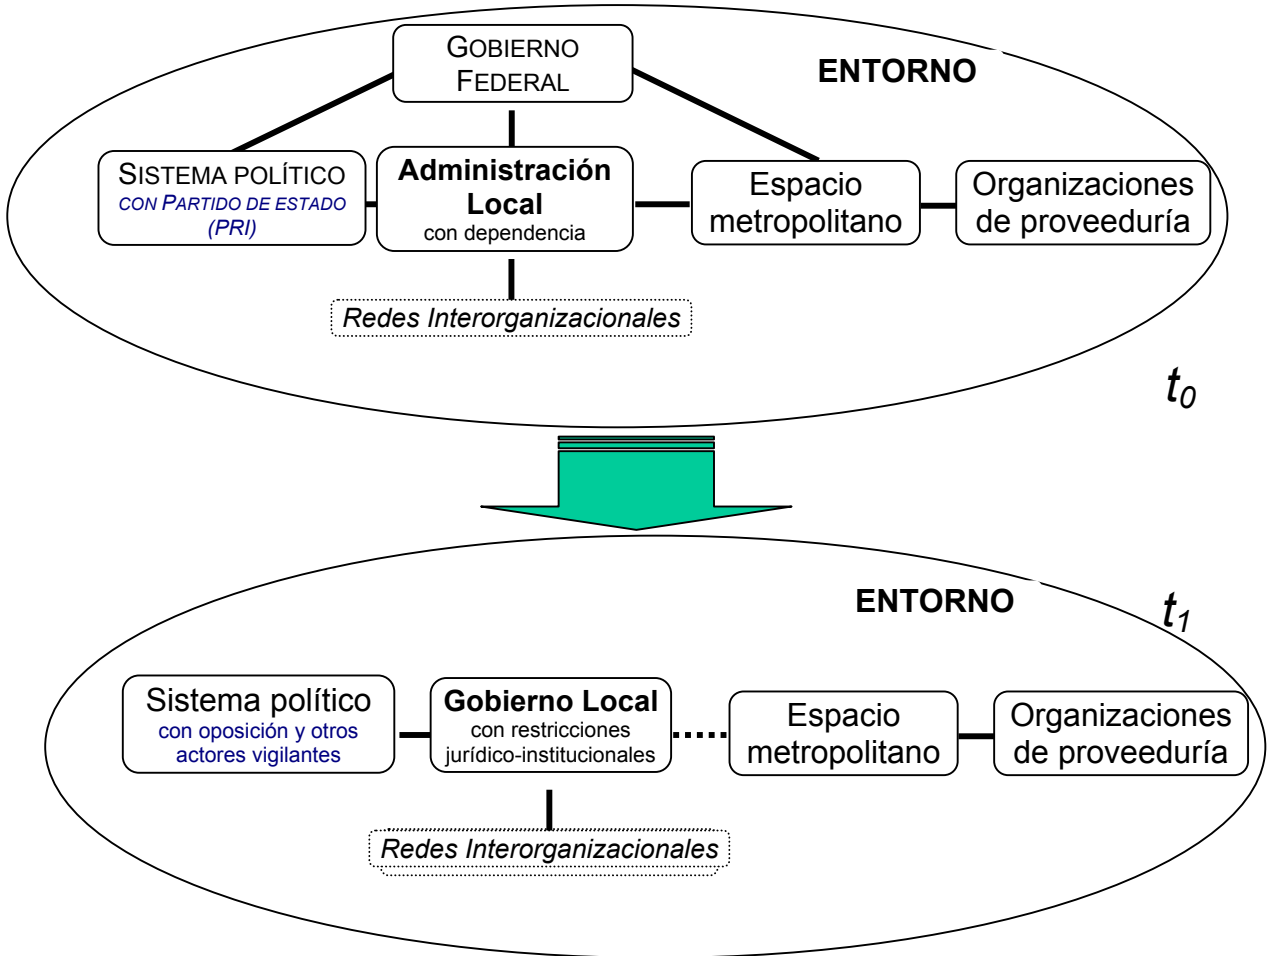 GOBIERNO
FEDERAL
ENTORNO
SISTEMA POLÍTICO
CON PARTIDO DE ESTADO
(PRI)
Administración
Local
con dependencia
Espacio
metropolitano
Organizaciones
de proveeduría
Redes Interorganizacionales
t0
ENTORNO
t1
Sistema político
con oposición y otros
actores vigilantes
Gobierno Local
con restricciones
jurídico-institucionales
Espacio
metropolitano
Organizaciones
de proveeduría
Redes Interorganizacionales